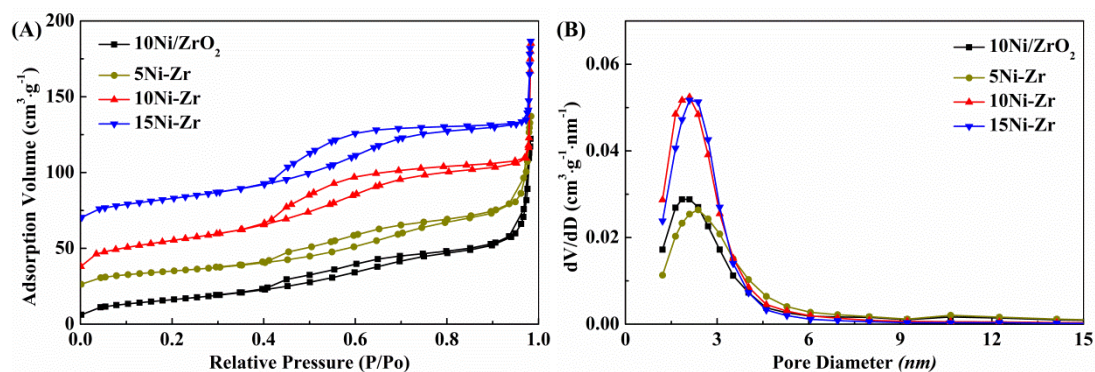 (A)
10Ni/ZrO₂
5Ni-Zr
10Ni-Zr
15Ni-Zr
Adsorption Volume (cm³·g⁻¹)
200
150
100
50
0
0.0 0.2 0.4 0.6 0.8 1.0
Relative Pressure (P/Po)
(B)
10Ni/ZrO₂
5Ni-Zr
10Ni-Zr
15Ni-Zr
dV/dD (cm³·g⁻¹·nm⁻¹)
0.06
0.04
0.02
0.00
0 3 6 9 12 15
Pore Diameter (nm)